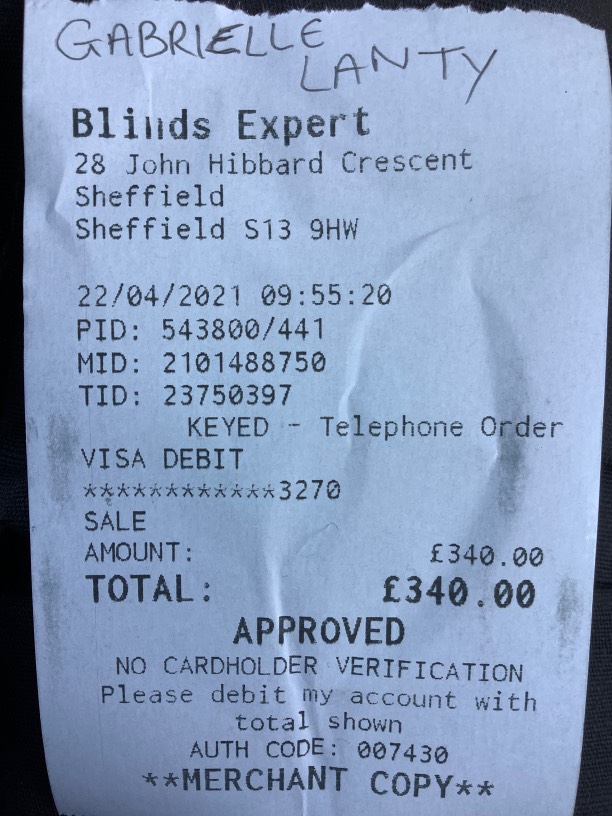 GABRIELLE
LANTY
Blinds Expert
28 John Hibbard Crescent
Sheffield
Sheffield S13 9HW
22/04/2021 09:55:20
PID: 543800/441
MID: 2101488750
TID: 23750397
KEYED - Telephone Order
VISA DEBIT
************3270
SALE
AMOUNT: £340.00
TOTAL: £340.00
APPROVED
NO CARDHOLDER VERIFICATION
Please debit my account with
total shown
AUTH CODE: 007430
**MERCHANT COPY**